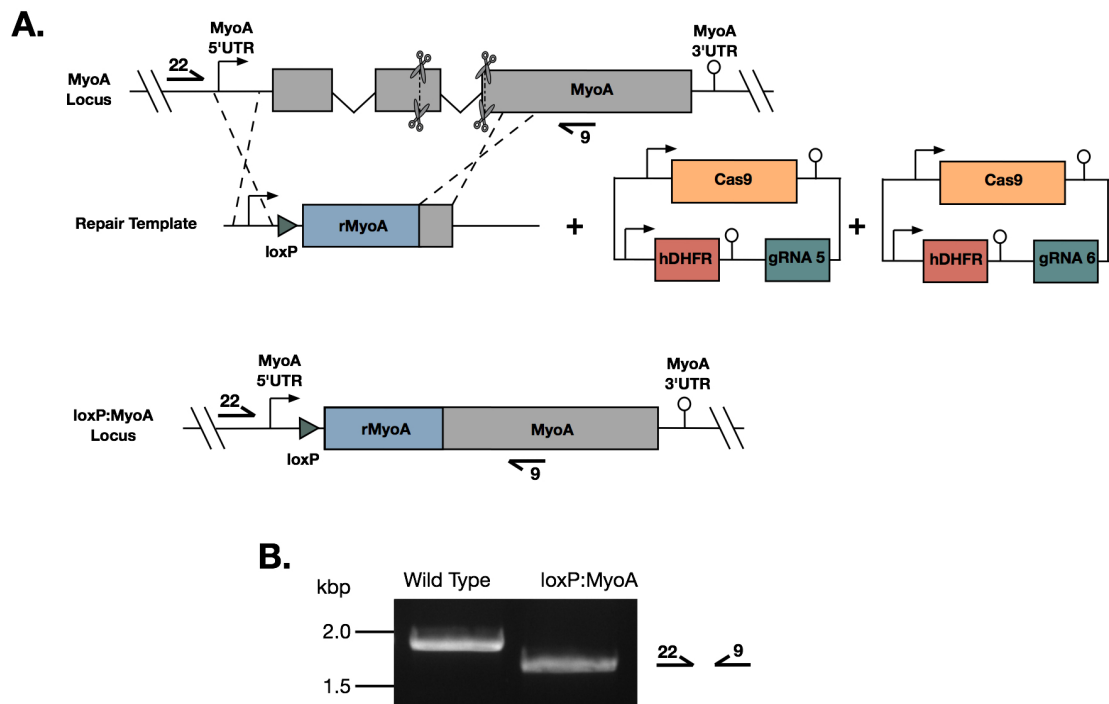 A.
MyoA
5'UTR
MyoA
3'UTR
22
MyoA
Locus
MyoA
9
Cas9
Cas9
Repair Template
rMyoA
+
+
loxP
hDHFR
gRNA 5
hDHFR
gRNA 6
MyoA
5'UTR
MyoA
3'UTR
22
loxP:MyoA
Locus
rMyoA
MyoA
loxP
9
B.
kbp
Wild Type
loxP:MyoA
2.0
22
9
1.5